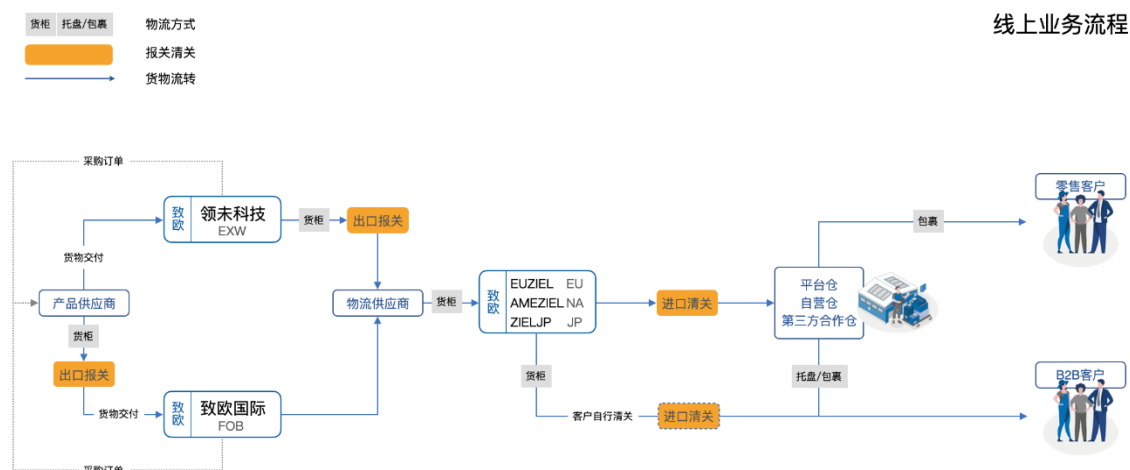 线上业务流程
货柜 托盘/包裹 物流方式
报关清关
货物流转
采购订单
零售客户
致欧
领未科技
EXW
货柜
出口报关
包裹
货物交付
产品供应商
物流供应商
货柜
致欧
EUZIEL EU
AMEZIEL NA
ZIELJP JP
进口清关
平台仓
自营仓
第三方合作仓
货柜
出口报关
货柜
托盘/包裹
B2B客户
货物交付
致欧
致欧国际
FOB
客户自行清关
进口清关
采购订单